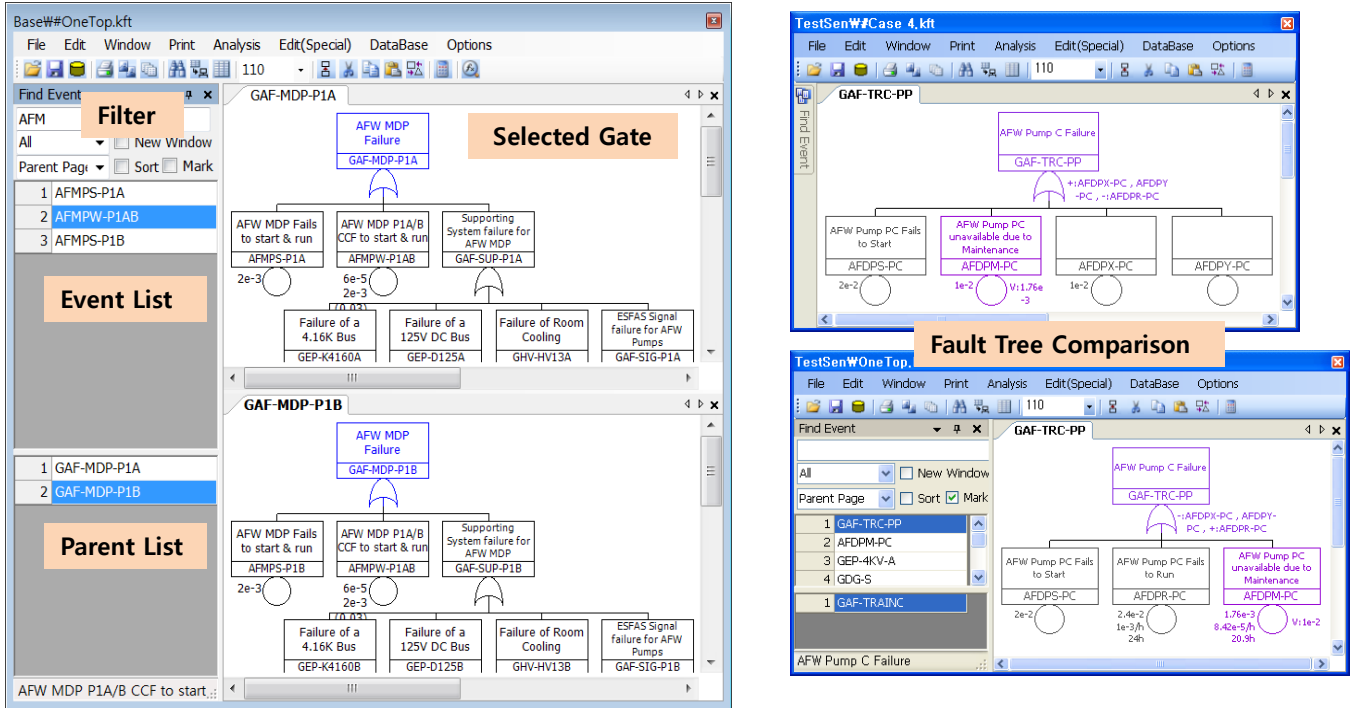 Base₩#OneTop.kft
File Edit Window Print Analysis Edit(Special) DataBase Options
110
Find Event
Filter
AFM
All New Window
Parent Page Sort Mark
1 AFMPS-P1A
2 AFMPW-P1AB
3 AFMPS-P1B
Event List
1 GAF-MDP-P1A
2 GAF-MDP-P1B
Parent List
AFW MDP P1A/B CCF to start
GAF-MDP-P1A
Selected Gate
AFW MDP
Failure
GAF-MDP-P1A
AFW MDP Fails
to start & run
AFMPS-P1A
2e-3
AFW MDP P1A/B
CCF to start & run
AFMPW-P1AB
6e-5
2e-3
(0.03)
Supporting
System failure for
AFW MDP
GAF-SUP-P1A
Failure of a
4.16K Bus
GEP-K4160A
Failure of a
125V DC Bus
GEP-D125A
Failure of Room
Cooling
GHV-HV13A
ESFAS Signal
failure for AFW
Pumps
GAF-SIG-P1A
GAF-MDP-P1B
AFW MDP
Failure
GAF-MDP-P1B
AFW MDP Fails
to start & run
AFMPS-P1B
2e-3
AFW MDP P1A/B
CCF to start & run
AFMPW-P1AB
6e-5
2e-3
(0.03)
Supporting
System failure for
AFW MDP
GAF-SUP-P1B
Failure of a
4.16K Bus
GEP-K4160B
Failure of a
125V DC Bus
GEP-D125B
Failure of Room
Cooling
GHV-HV13B
ESFAS Signal
failure for AFW
Pumps
GAF-SIG-P1B
TestSen₩#Case 4.kft
File Edit Window Print Analysis Edit(Special) DataBase Options
110
Find Event
GAF-TRC-PP
AFW Pump C Failure
GAF-TRC-PP
+:AFDPX-PC , AFDPY
-PC , -:AFDPR-PC
AFW Pump PC Fails
to Start
AFDPS-PC
2e-2
AFW Pump PC
unavailable due to
Maintenance
AFDPM-PC
1e-2
V:1.76e
-3
AFDPX-PC
1e-2
AFDPY-PC
Fault Tree Comparison
TestSen₩OneTop.
File Edit Window Print Analysis Edit(Special) DataBase Options
110
Find Event
All New Window
Parent Page Sort Mark
1 GAF-TRC-PP
2 AFDPM-PC
3 GEP-4KV-A
4 GDG-S
1 GAF-TRAINC
AFW Pump C Failure
GAF-TRC-PP
AFW Pump C Failure
GAF-TRC-PP
-:AFDPX-PC , AFDPY-
PC , +:AFDPR-PC
AFW Pump PC Fails
to Start
AFDPS-PC
2e-2
AFW Pump PC Fails
to Run
AFDPR-PC
2.4e-2
1e-3/h
24h
AFW Pump PC
unavailable due to
Maintenance
AFDPM-PC
1.76e-3
8.42e-5/h
20.9h
V:1e-2